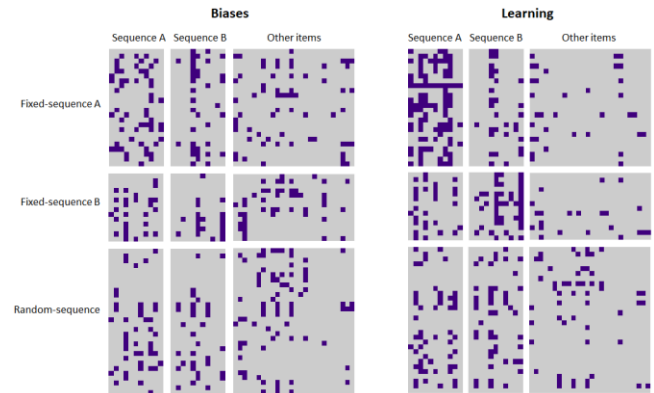 Biases Learning
Sequence A Sequence B Other items Sequence A Sequence B Other items
Fixed-sequence A
Fixed-sequence B
Random-sequence